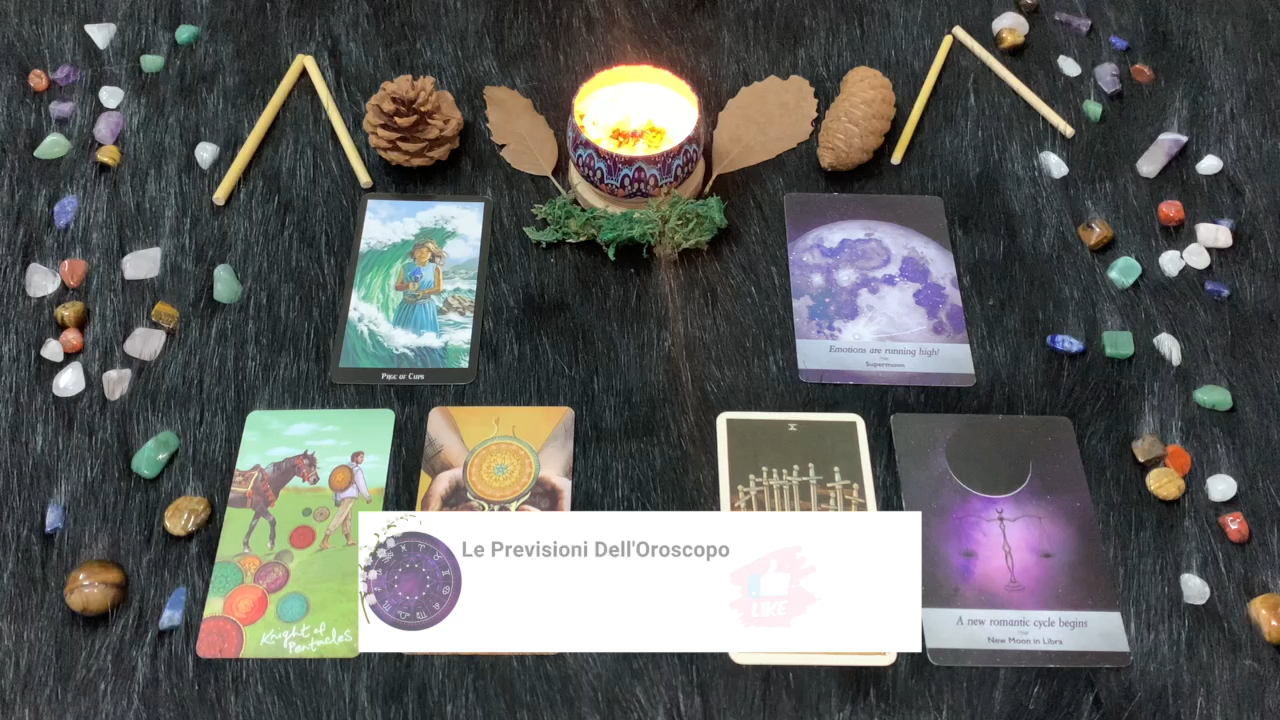 Page of Cups
Emotions are running high!
Supermoon
X
Knight of
Pentacles
Le Previsioni Dell'Oroscopo
LIKE
A new romantic cycle begins
New Moon in Libra